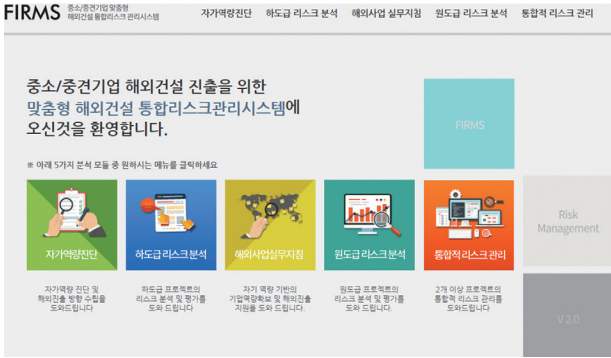 FIRMS 중소/중견기업 맞춤형
해외건설 통합리스크 관리시스템
자가역량진단 하도급 리스크 분석 해외사업 실무지침 원도급 리스크 분석 통합적 리스크 관리
중소/중견기업 해외건설 진출을 위한
맞춤형 해외건설 통합리스크관리시스템에
오신것을 환영합니다.
※ 아래 5가지 분석 모듈 중 원하시는 메뉴를 클릭하세요
FIRMS
Risk
Management
V 2.0
자가역량진단
자가역량 진단 및
해외진출 방향 수립을
도와드립니다
하도급리스크분석
하도급 프로젝트의
리스크 분석 및 평가를
도와드립니다.
해외사업실무지침
자기 역량 기반의
기업역량확보 및 해외진출
지원을 도와 드립니다.
원도급리스크분석
원도급 프로젝트의
리스크 분석 및 평가를
도와드립니다.
통합적리스크관리
2개 이상 프로젝트의
통합적 리스크 관리를
도와드립니다